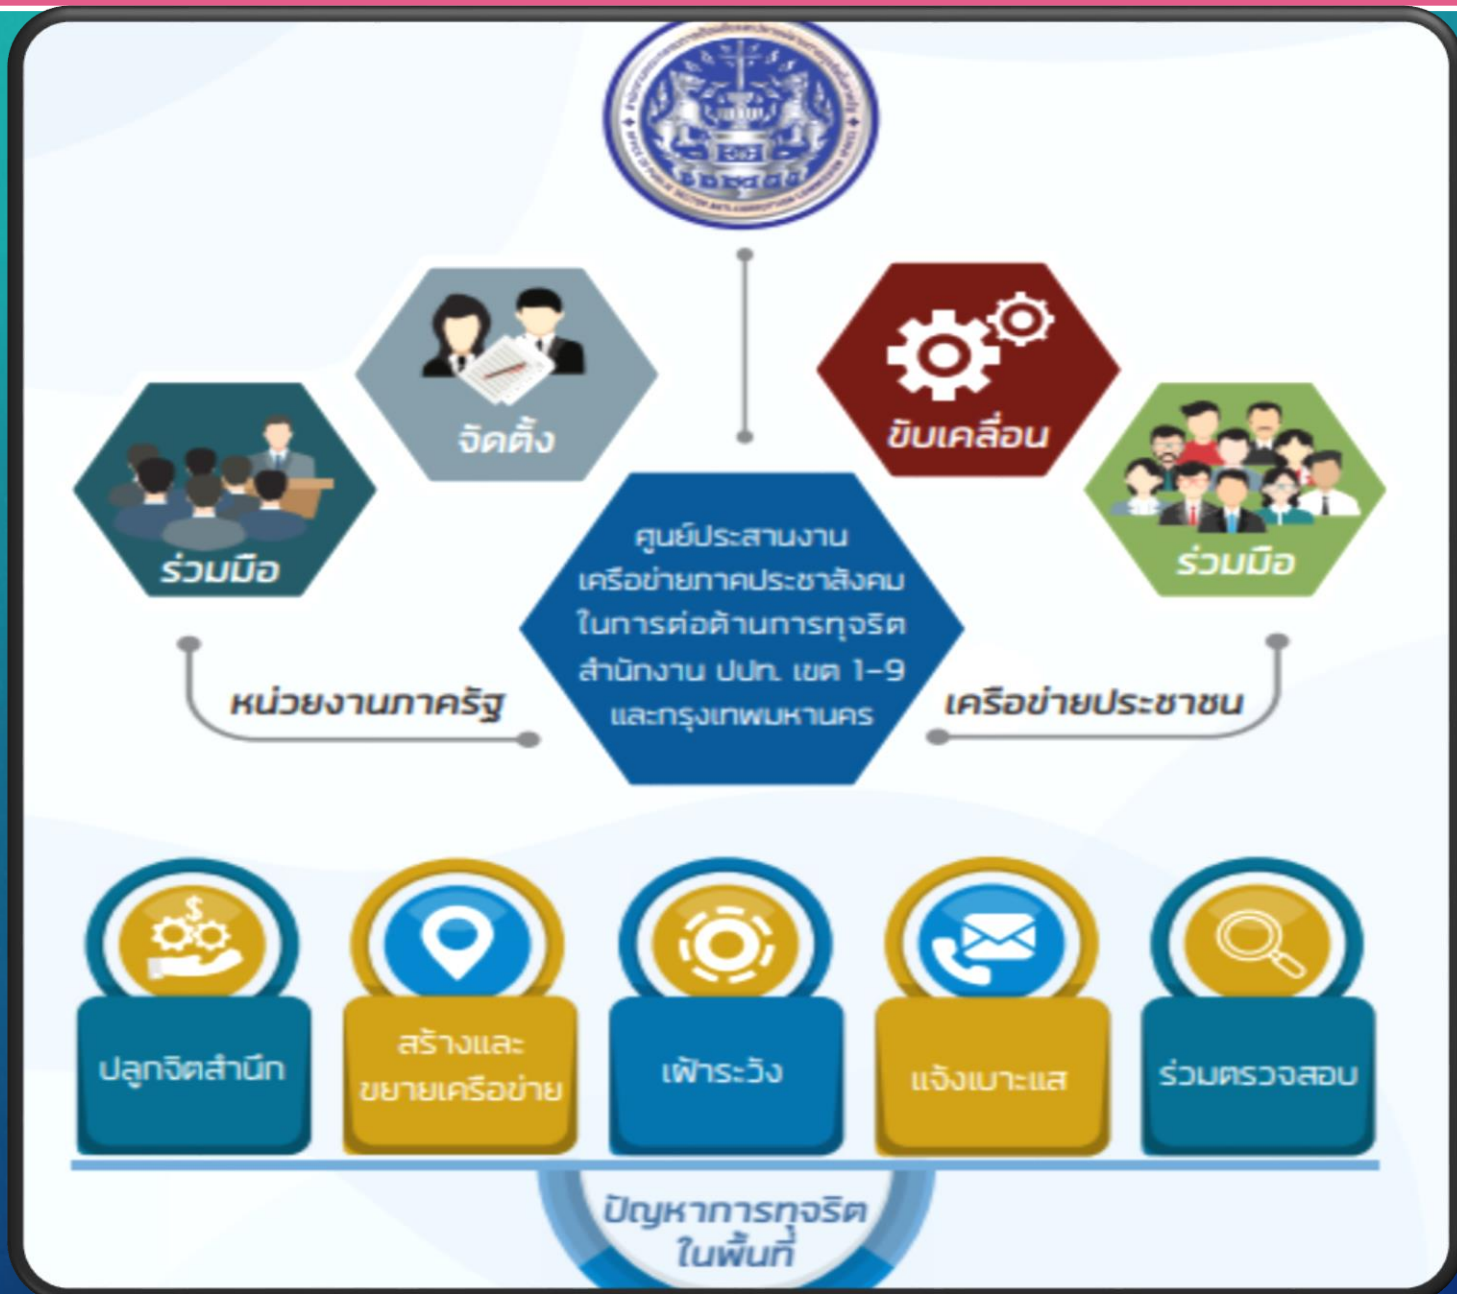 จัดตั้ง
ขับเคลื่อน
ร่วมมือ
ร่วมมือ
ศูนย์ประสานงาน
เครือข่ายภาคประชาสังคม
ในการต่อต้านการทุจริต
สำนักงาน ปปท. เขต 1-9
และกรุงเทพมหานคร
หน่วยงานภาครัฐ
เครือข่ายประชาชน
ปลูกจิตสำนึก
สร้างและ
ขยายเครือข่าย
เฝ้าระวัง
แจ้งเบาะแส
ร่วมตรวจสอบ
ปัญหาการทุจริต
ในพื้นที่